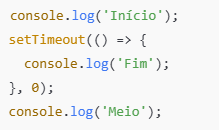 console.log('Início');
setTimeout(() => {
  console.log('Fim');
}, 0);
console.log('Meio');